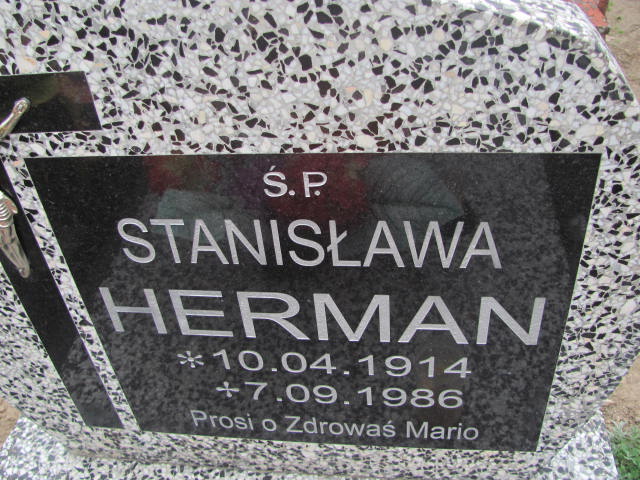 Ś.P.
STANISŁAWA
HERMAN
*10.04.1914
+7.09.1986
Prosi o Zdrowaś Mario